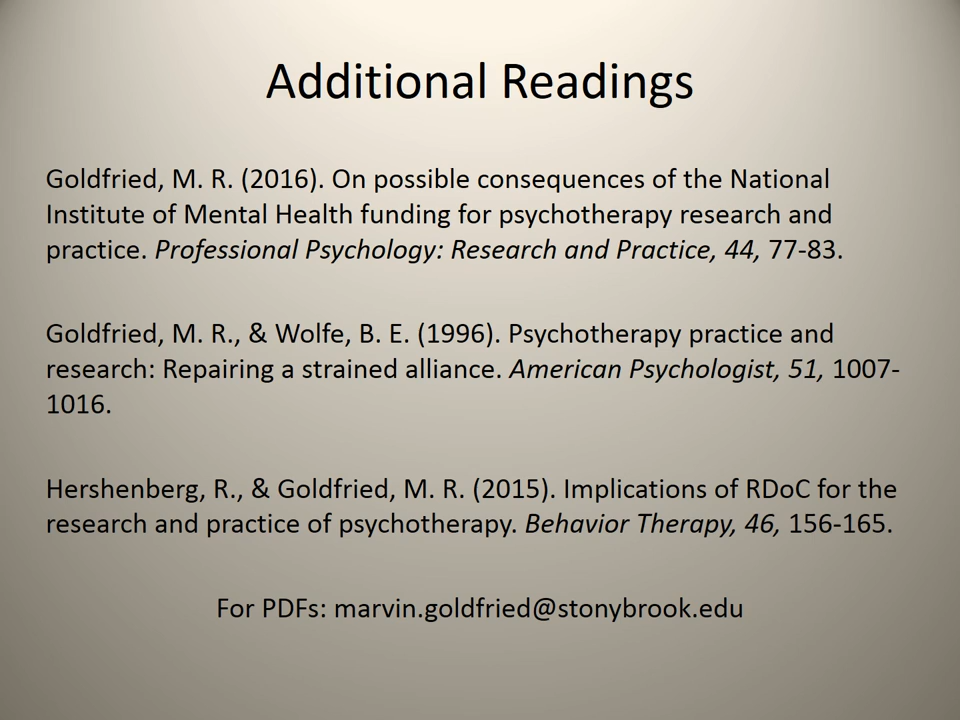 Additional Readings
Goldfried, M. R. (2016). On possible consequences of the National
Institute of Mental Health funding for psychotherapy research and
practice. Professional Psychology: Research and Practice, 44, 77-83.
Goldfried, M. R., & Wolfe, B. E. (1996). Psychotherapy practice and
research: Repairing a strained alliance. American Psychologist, 51, 1007-
1016.
Hershenberg, R., & Goldfried, M. R. (2015). Implications of RDoC for the
research and practice of psychotherapy. Behavior Therapy, 46, 156-165.
For PDFs: marvin.goldfried@stonybrook.edu